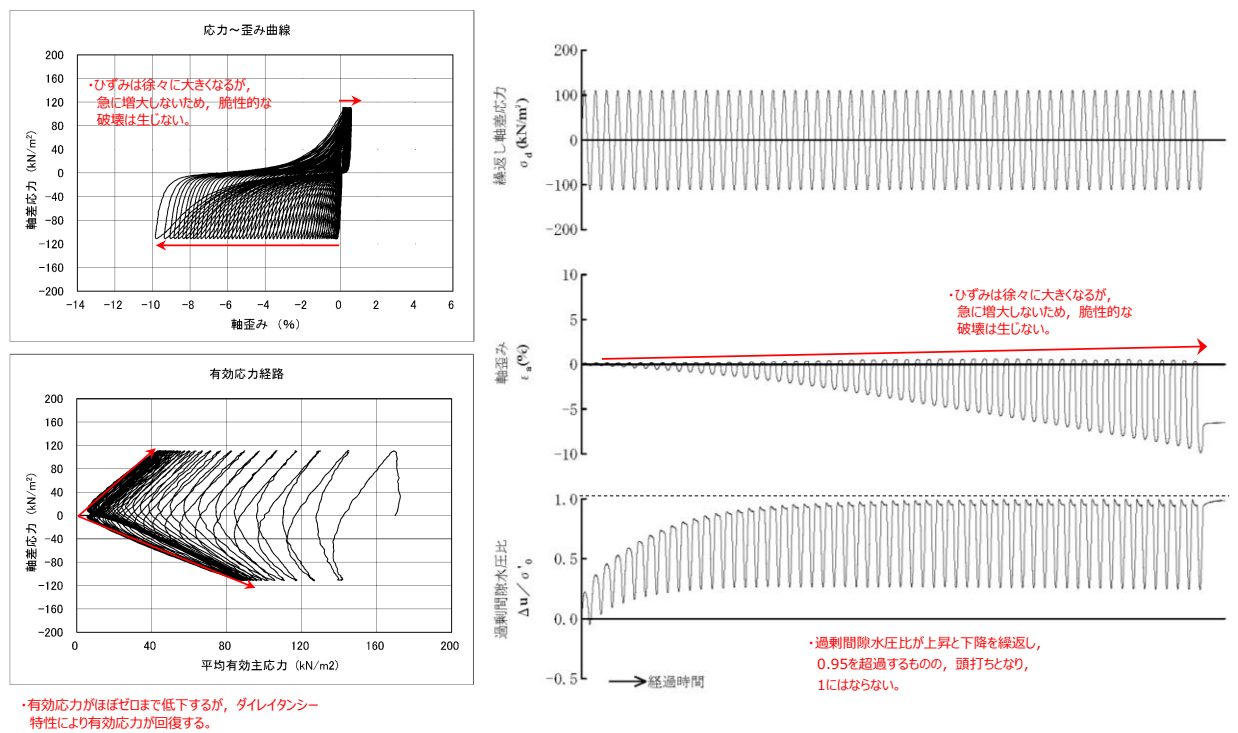 応力～歪み曲線
200
160
120
80
40
0
-40
-80
-120
-160
-200
軸差応力 (kN/m²)
・ひずみは徐々に大きくなるが，
急に増大しないため，脆性的な
破壊は生じない。
-14 -12 -10 -8 -6 -4 -2 0 2 4 6
軸歪み (％)
有効応力経路
200
160
120
80
40
0
-40
-80
-120
-160
-200
軸差応力 (kN/m²)
0 40 80 120 160 200
平均有効主応力 (kN/m2)
・有効応力がほぼゼロまで低下するが，ダイレイタンシー
特性により有効応力が回復する。
200
100
0
-100
-200
繰返し軸差応力
σd(kN/m²)
10
5
0
-5
-10
軸歪み
εa(%)
・ひずみは徐々に大きくなるが，
急に増大しないため，脆性的な
破壊は生じない。
1.0
0.5
0.0
-0.5
過剰間隙水圧比
Δu／σ'0
・過剰間隙水圧比が上昇と下降を繰返し，
0.95を超過するものの，頭打ちとなり，
1にはならない。
経過時間